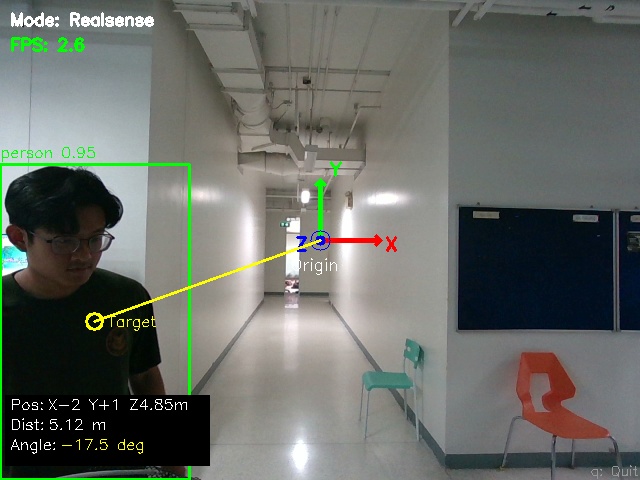 Mode: Realsense
FPS: 2.6
person 0.95
Y
Z
X
Origin
Target
Pos: X-2 Y+1 Z4.85m
Dist: 5.12 m
Angle: -17.5 deg
q: Quit